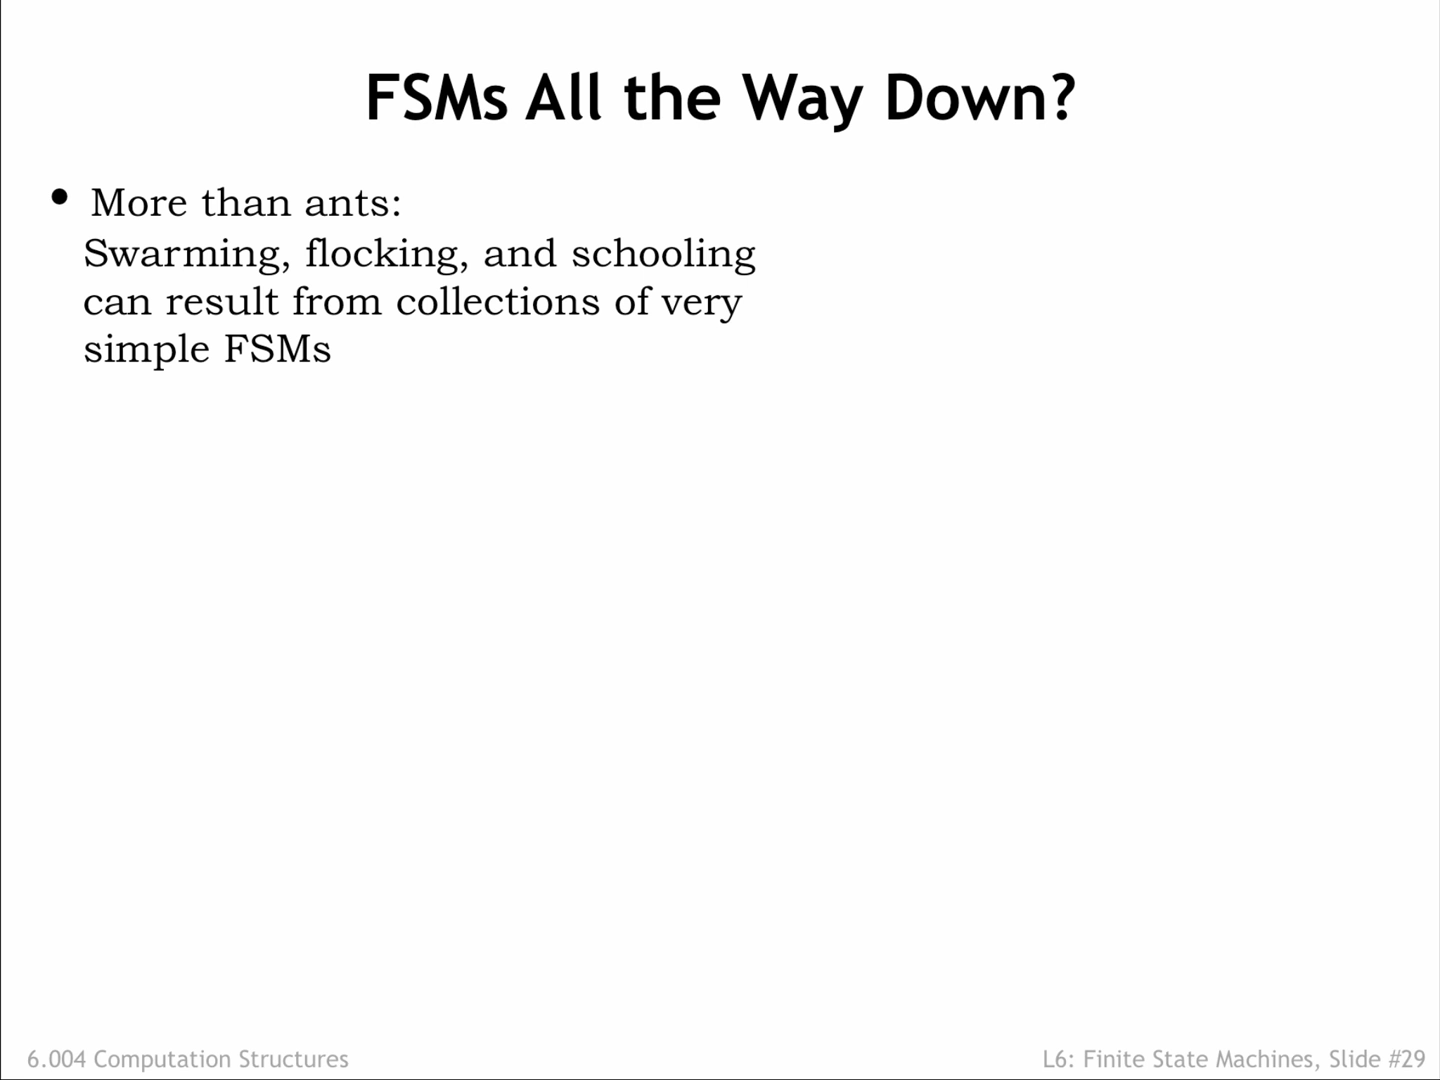 FSMs All the Way Down?
• More than ants:
Swarming, flocking, and schooling
can result from collections of very
simple FSMs
6.004 Computation Structures
L6: Finite State Machines, Slide #29